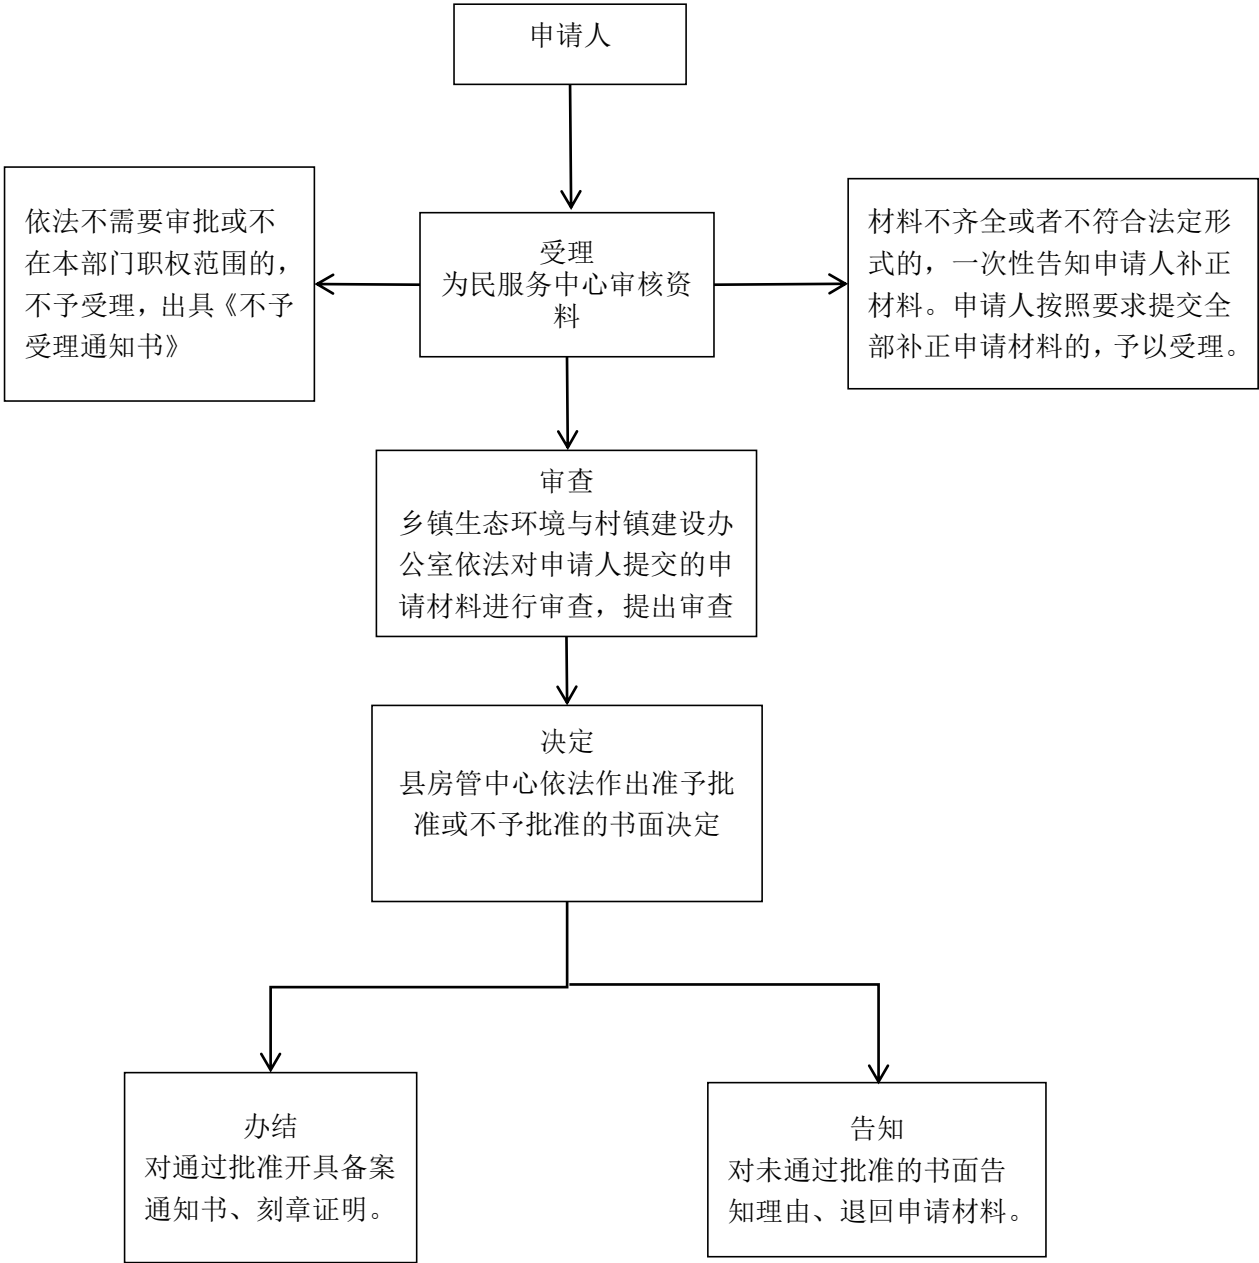 申请人
依法不需要审批或不
在本部门职权范围的，
不予受理，出具《不予
受理通知书》
受理
为民服务中心审核资
料
材料不齐全或者不符合法定形
式的，一次性告知申请人补正
材料。申请人按照要求提交全
部补正申请材料的，予以受理。
审查
乡镇生态环境与村镇建设办
公室依法对申请人提交的申
请材料进行审查，提出审查
决定
县房管中心依法作出准予批
准或不予批准的书面决定
办结
对通过批准开具备案
通知书、刻章证明。
告知
对未通过批准的书面告
知理由、退回申请材料。